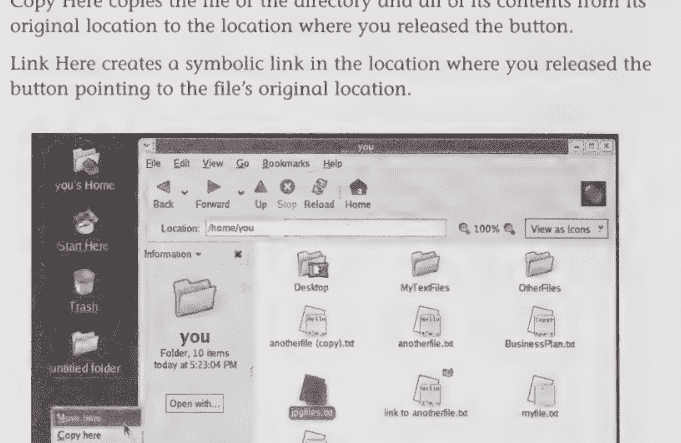 Copy Here copies the file or the directory and all of its contents from its
original location to the location where you released the button.
Link Here creates a symbolic link in the location where you released the
button pointing to the file's original location.
you
File Edit View Go Bookmarks Help
Back Forward Up Stop Reload Home
Location: /home/you 100% View as Icons
Information
you's Home
Start Here
Trash
untitled folder
you
Folder, 10 items
today at 5:23:04 PM
Open with...
Desktop MyTextFiles OtherFiles
anotherfile (copy).txt anotherfile.txt BusinessPlan.txt
jpgfiles.txt link to anotherfile.txt myfile.txt
Move here
Copy here